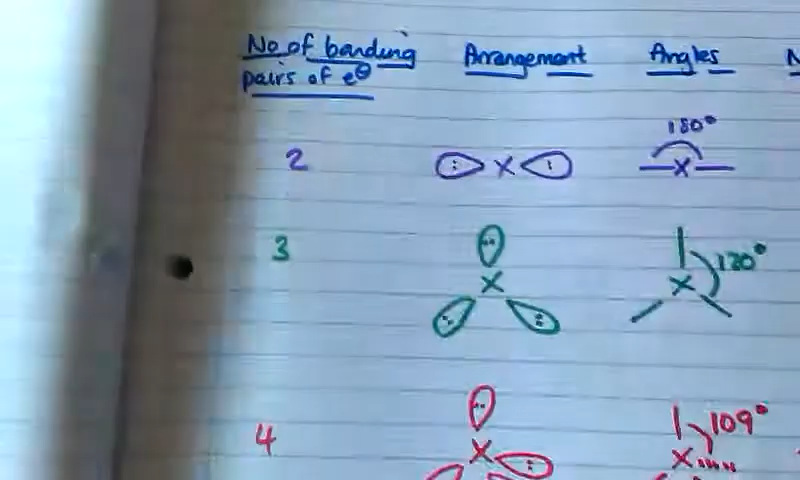 No of bonding Arrangement Angles N
pairs of e⊖
2 X 180° X
3 X X 120°
4 X X 109°